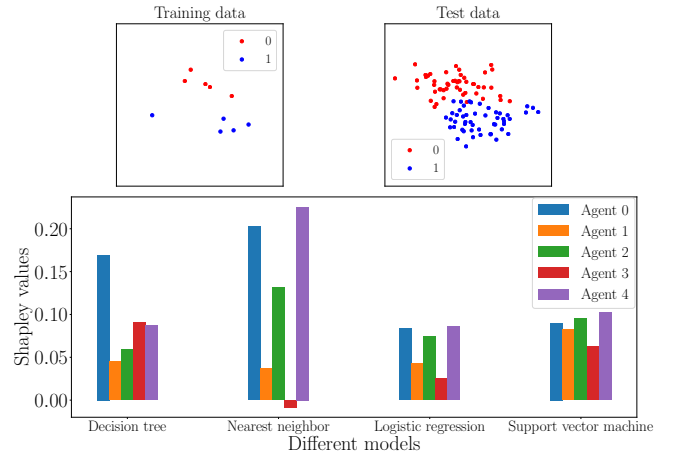 Training data
0
1
Test data
0
1
Shapley values
0.20
0.15
0.10
0.05
0.00
Agent 0
Agent 1
Agent 2
Agent 3
Agent 4
Decision tree
Nearest neighbor
Logistic regression
Support vector machine
Different models